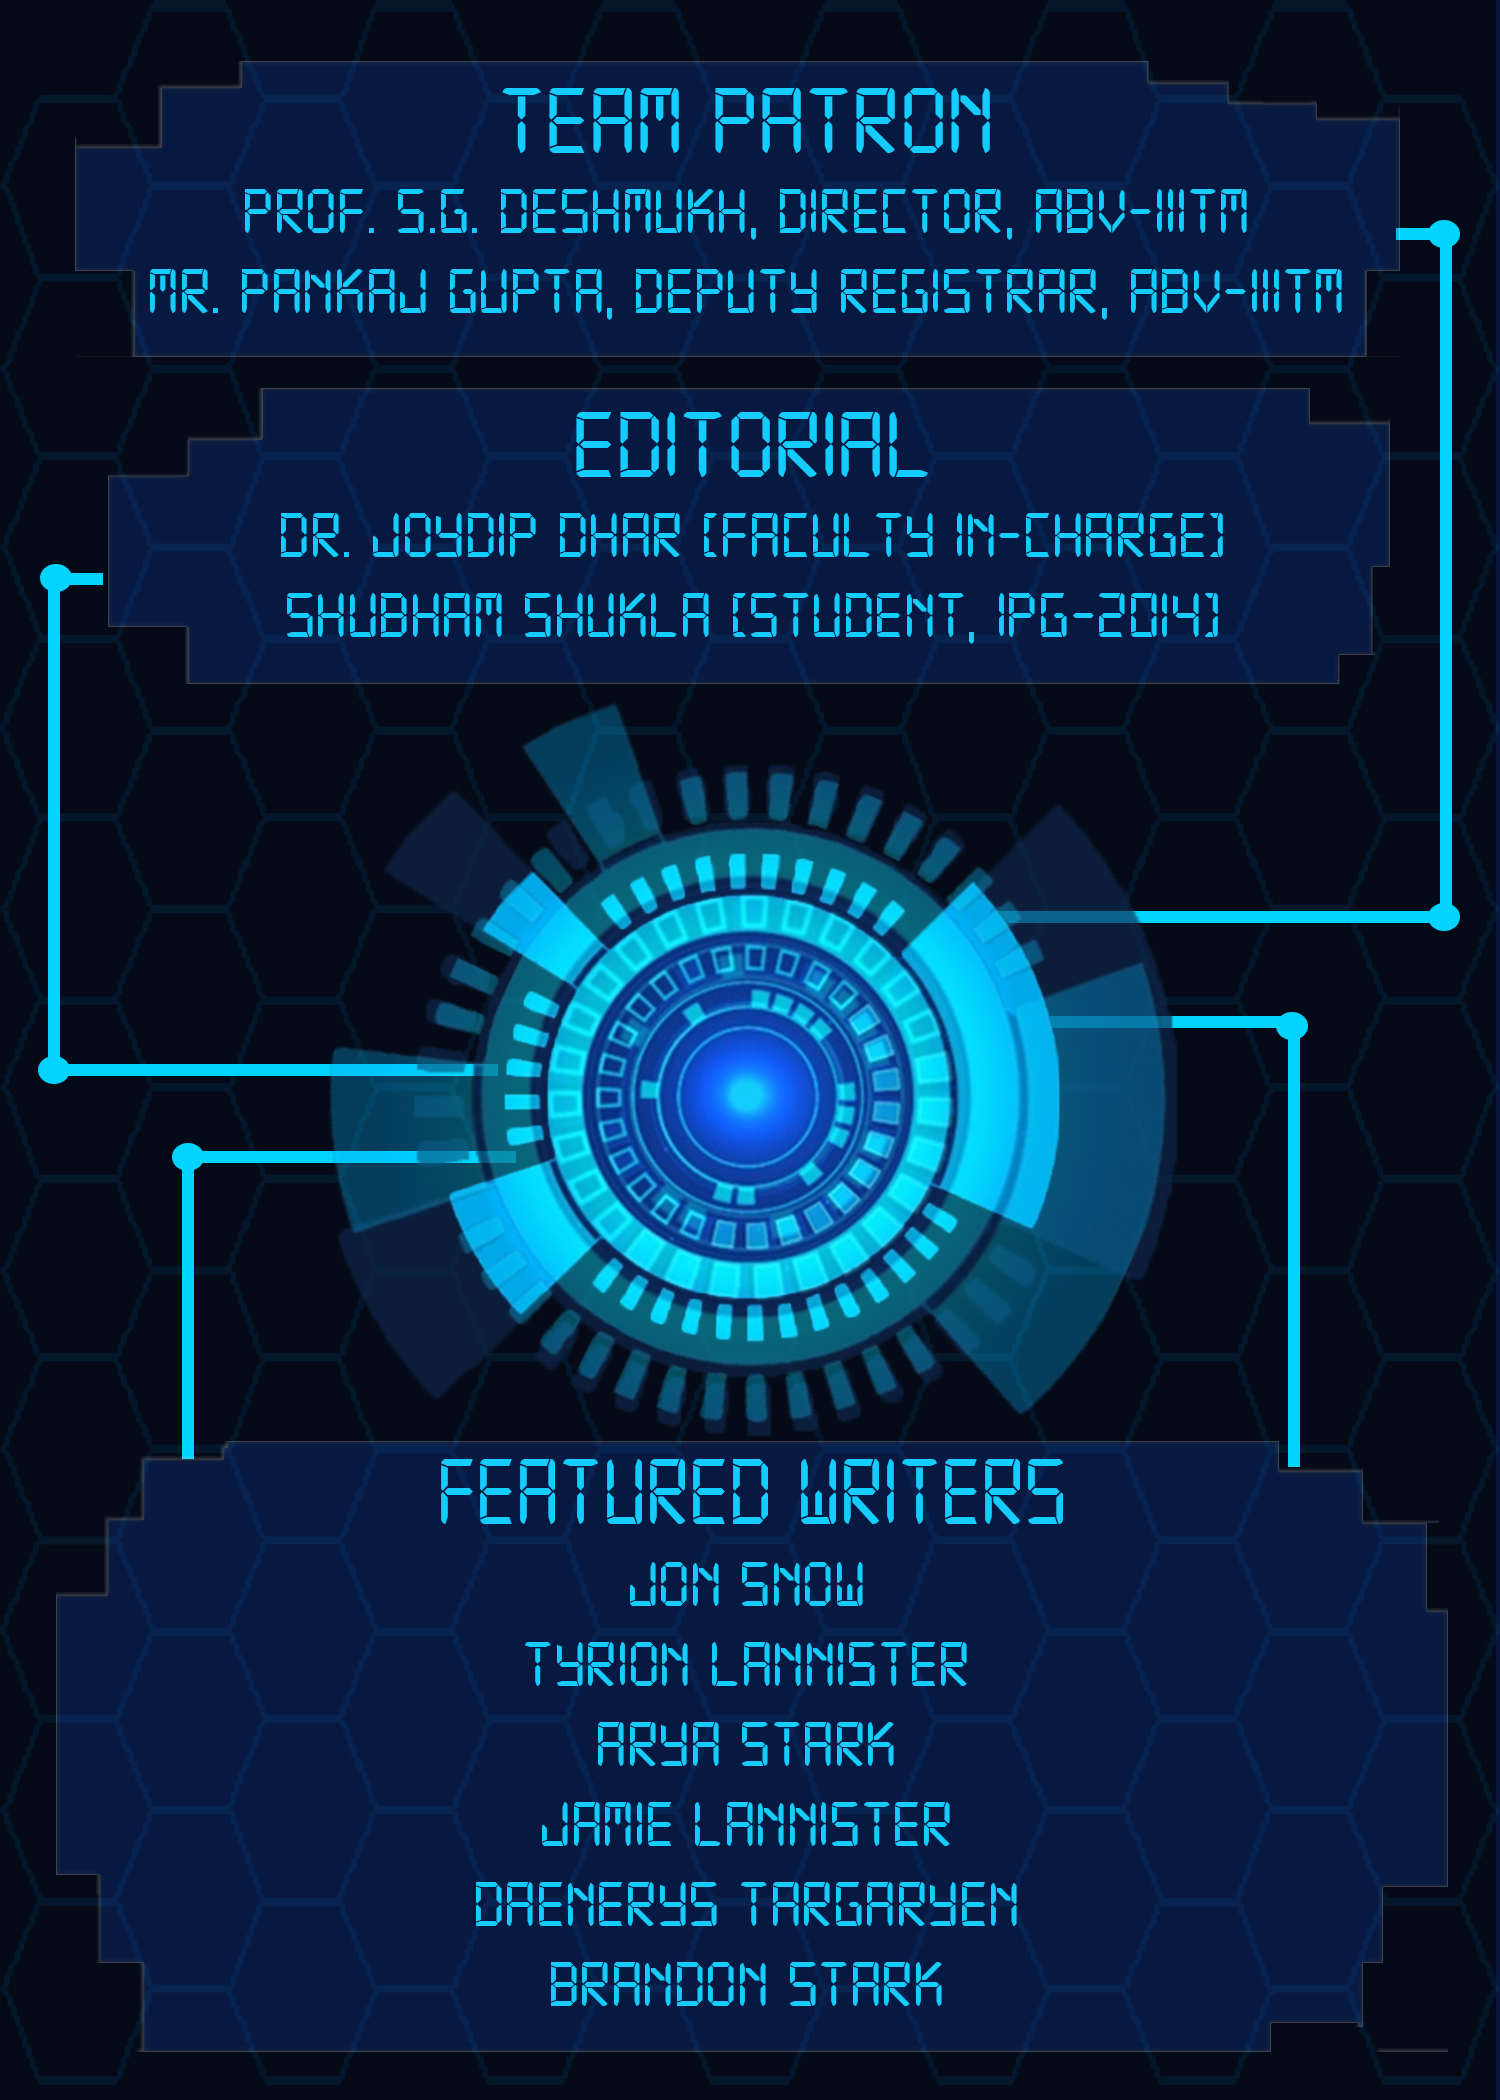 TEAM PATRON
PROF. S.G. DESHMUKH, DIRECTOR, ABV-IIITM
MR. PANKAJ GUPTA, DEPUTY REGISTRAR, ABV-IIITM
EDITORIAL
DR. JOYDIP DHAR (FACULTY IN-CHARGE)
SHUBHAM SHUKLA (STUDENT, IPG-2014)
FEATURED WRITERS
JON SNOW
TYRION LANNISTER
ARYA STARK
JAMIE LANNISTER
DAENERYS TARGARYEN
BRANDON STARK